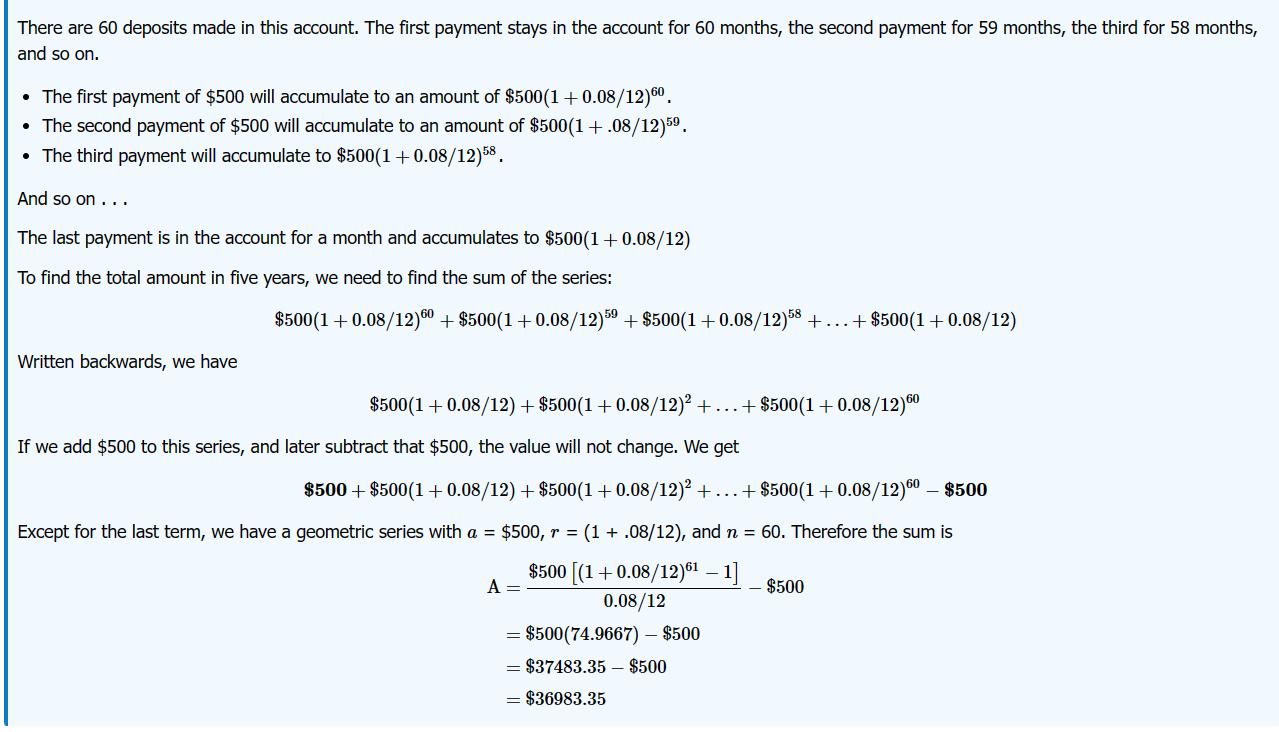 There are 60 deposits made in this account. The first payment stays in the account for 60 months, the second payment for 59 months, the third for 58 months,
and so on.
• The first payment of $500 will accumulate to an amount of $500(1 + 0.08/12)^60.
• The second payment of $500 will accumulate to an amount of $500(1 + .08/12)^59.
• The third payment will accumulate to $500(1 + 0.08/12)^58.
And so on . . .
The last payment is in the account for a month and accumulates to $500(1 + 0.08/12)
To find the total amount in five years, we need to find the sum of the series:
$500(1 + 0.08/12)^60 + $500(1 + 0.08/12)^59 + $500(1 + 0.08/12)^58 + … + $500(1 + 0.08/12)
Written backwards, we have
$500(1 + 0.08/12) + $500(1 + 0.08/12)^2 + … + $500(1 + 0.08/12)^60
If we add $500 to this series, and later subtract that $500, the value will not change. We get
$500 + $500(1 + 0.08/12) + $500(1 + 0.08/12)^2 + … + $500(1 + 0.08/12)^60 − $500
Except for the last term, we have a geometric series with a = $500, r = (1 + .08/12), and n = 60. Therefore the sum is
A = $500 [(1 + 0.08/12)^61 − 1] / 0.08/12 − $500
= $500(74.9667) − $500
= $37483.35 − $500
= $36983.35